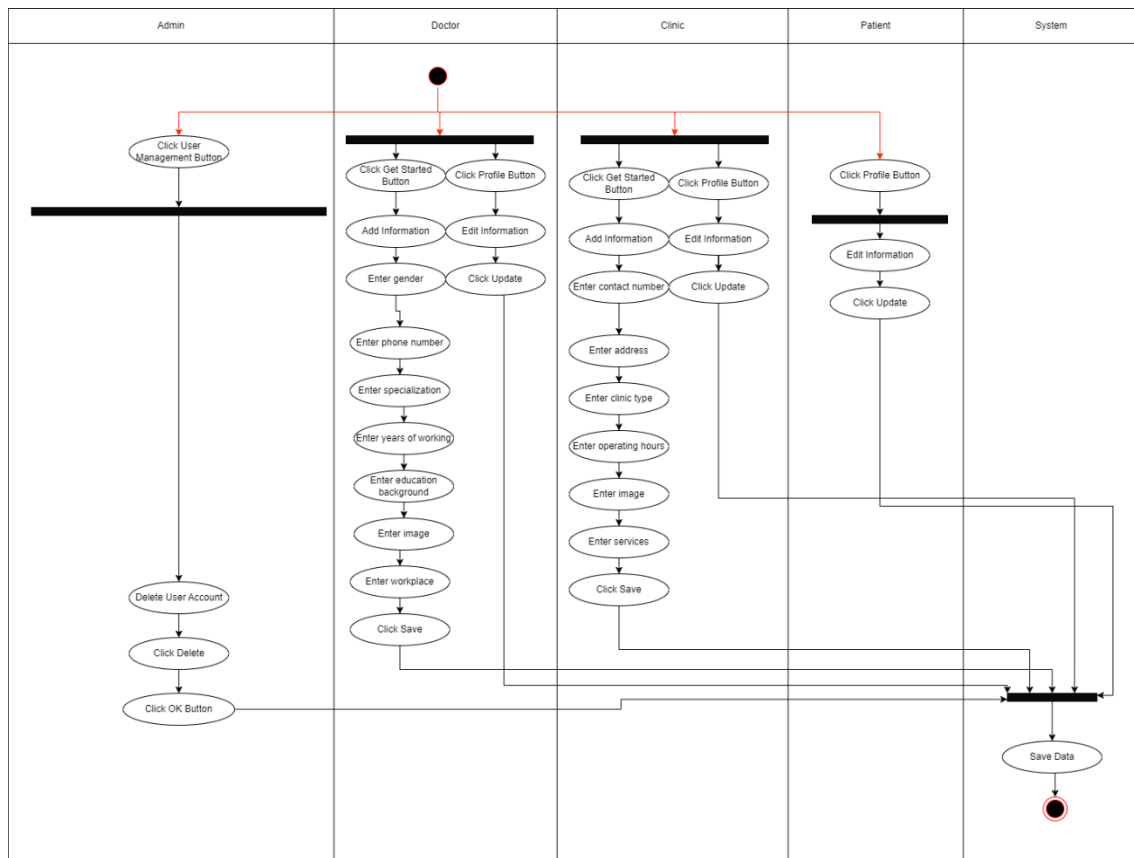 Admin
Doctor
Clinic
Patient
System
Click User
Management Button
Click Get Started
Button
Add Information
Enter gender
Enter phone number
Enter specialization
Enter years of working
Enter education
background
Enter image
Enter workplace
Click Save
Click Profile Button
Edit Information
Click Update
Click Get Started
Button
Add Information
Enter contact number
Enter address
Enter clinic type
Enter operating hours
Enter image
Enter services
Click Save
Click Profile Button
Edit Information
Click Update
Click Profile Button
Edit Information
Click Update
Delete User Account
Click Delete
Click OK Button
Save Data